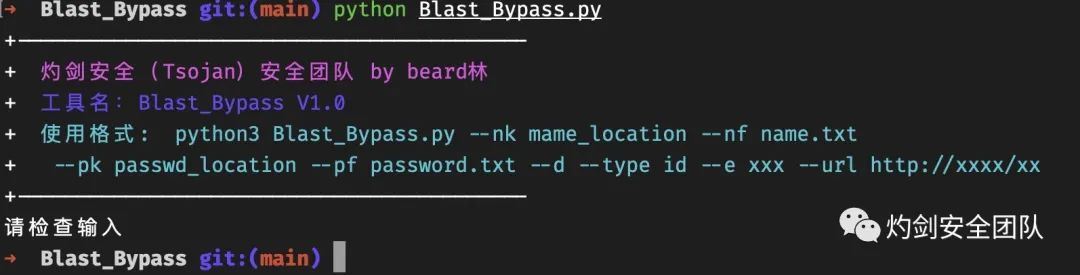 → Blast_Bypass git:(main) python Blast_Bypass.py
+————————————————————————————————
+ 灼剑安全（Tsojan）安全团队 by beard林
+ 工具名：Blast_Bypass V1.0
+ 使用格式： python3 Blast_Bypass.py --nk mame_location --nf name.txt
+ --pk passwd_location --pf password.txt --d --type id --e xxx --url http://xxxx/xx
+————————————————————————————————
请检查输入
→ Blast_Bypass git:(main)
灼剑安全团队